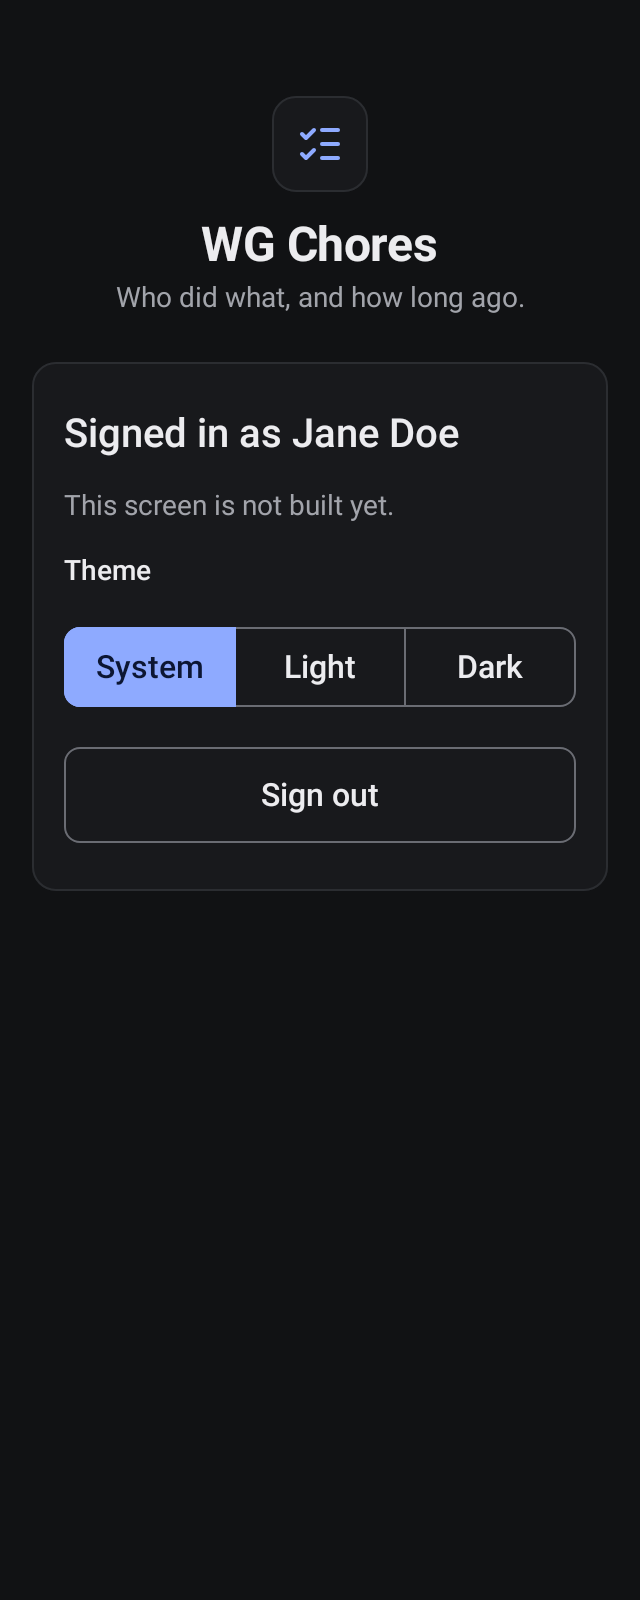 WG Chores
Who did what, and how long ago.
Signed in as Jane Doe
This screen is not built yet.
Theme
System
Light
Dark
Sign out